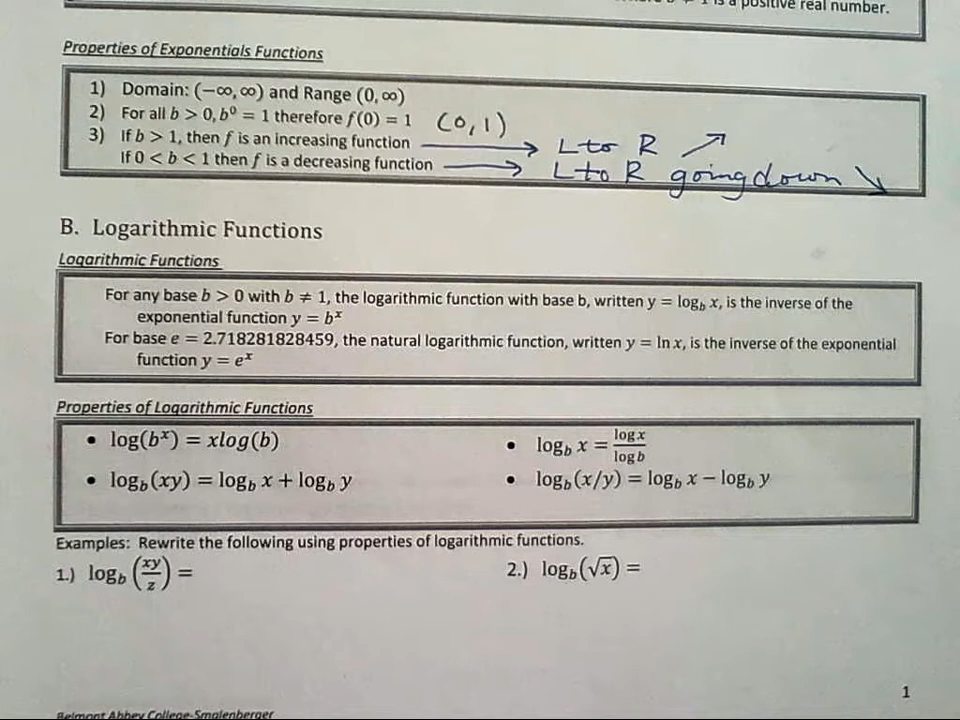 is a positive real number.
Properties of Exponentials Functions
1) Domain: (−∞, ∞) and Range (0, ∞)
2) For all b > 0, b⁰ = 1 therefore f(0) = 1 (0, 1)
3) If b > 1, then f is an increasing function → L to R ↗
If 0 < b < 1 then f is a decreasing function → L to R going down ↘
B. Logarithmic Functions
Logarithmic Functions
For any base b > 0 with b ≠ 1, the logarithmic function with base b, written y = log_b x, is the inverse of the
exponential function y = bˣ
For base e = 2.718281828459, the natural logarithmic function, written y = ln x, is the inverse of the exponential
function y = eˣ
Properties of Logarithmic Functions
• log(bˣ) = xlog(b) • log_b x = log x / log b
• log_b(xy) = log_b x + log_b y • log_b(x/y) = log_b x − log_b y
Examples: Rewrite the following using properties of logarithmic functions.
1.) log_b (xy/z) = 2.) log_b(√x) =
1
Belmont Abbey College-Smalenberger